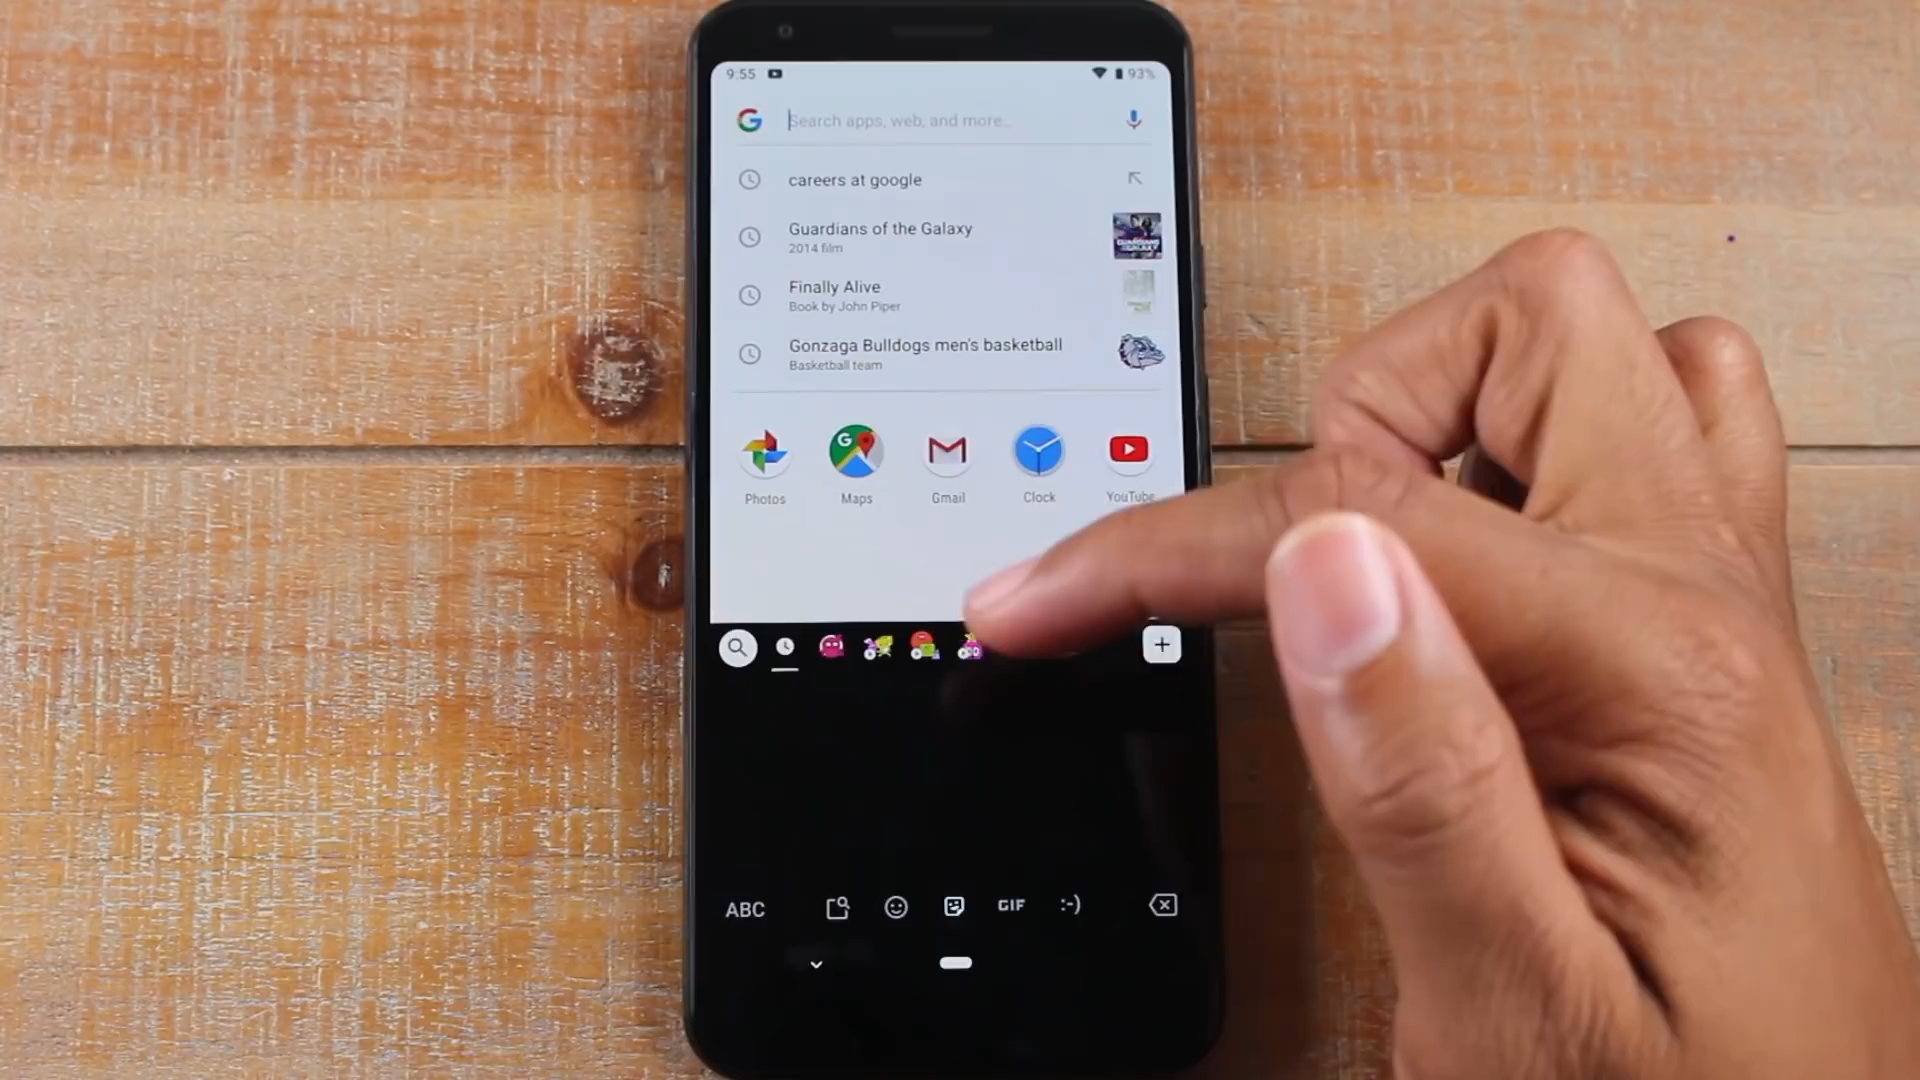 9:55 93%
Search apps, web, and more...
careers at google
Guardians of the Galaxy
2014 film
Finally Alive
Book by John Piper
Gonzaga Bulldogs men's basketball
Basketball team
Photos Maps Gmail Clock YouTube
ABC GIF :-)